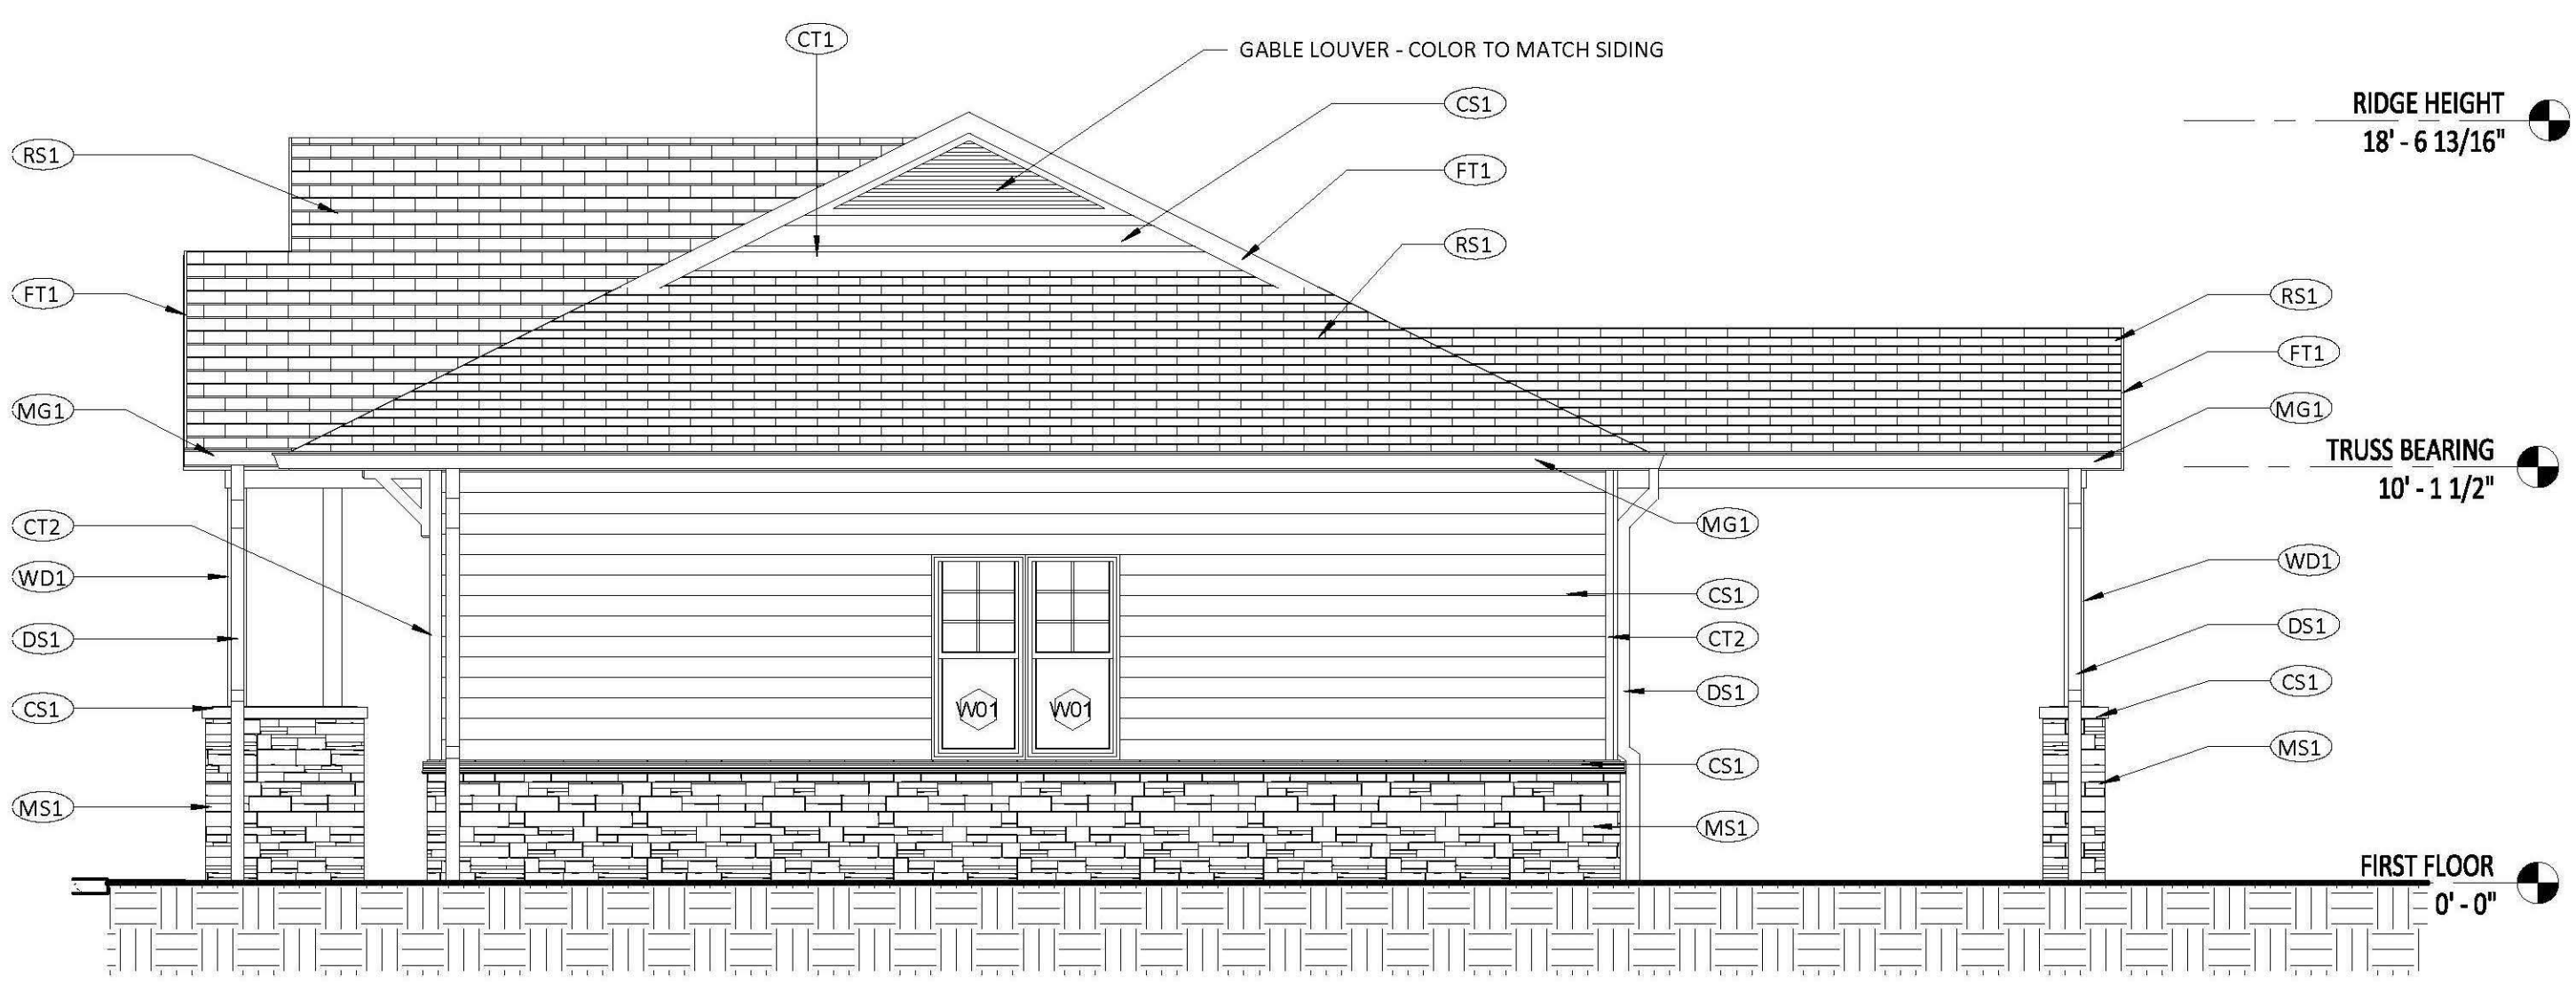 CT1
GABLE LOUVER - COLOR TO MATCH SIDING
CS1
RIDGE HEIGHT
18' - 6 13/16"
RS1
FT1
RS1
FT1
RS1
FT1
MG1
MG1
TRUSS BEARING
10' - 1 1/2"
CT2
MG1
WD1
WD1
CS1
DS1
CT2
DS1
CS1
DS1
CS1
W01
W01
CS1
MS1
MS1
MS1
FIRST FLOOR
0' - 0"